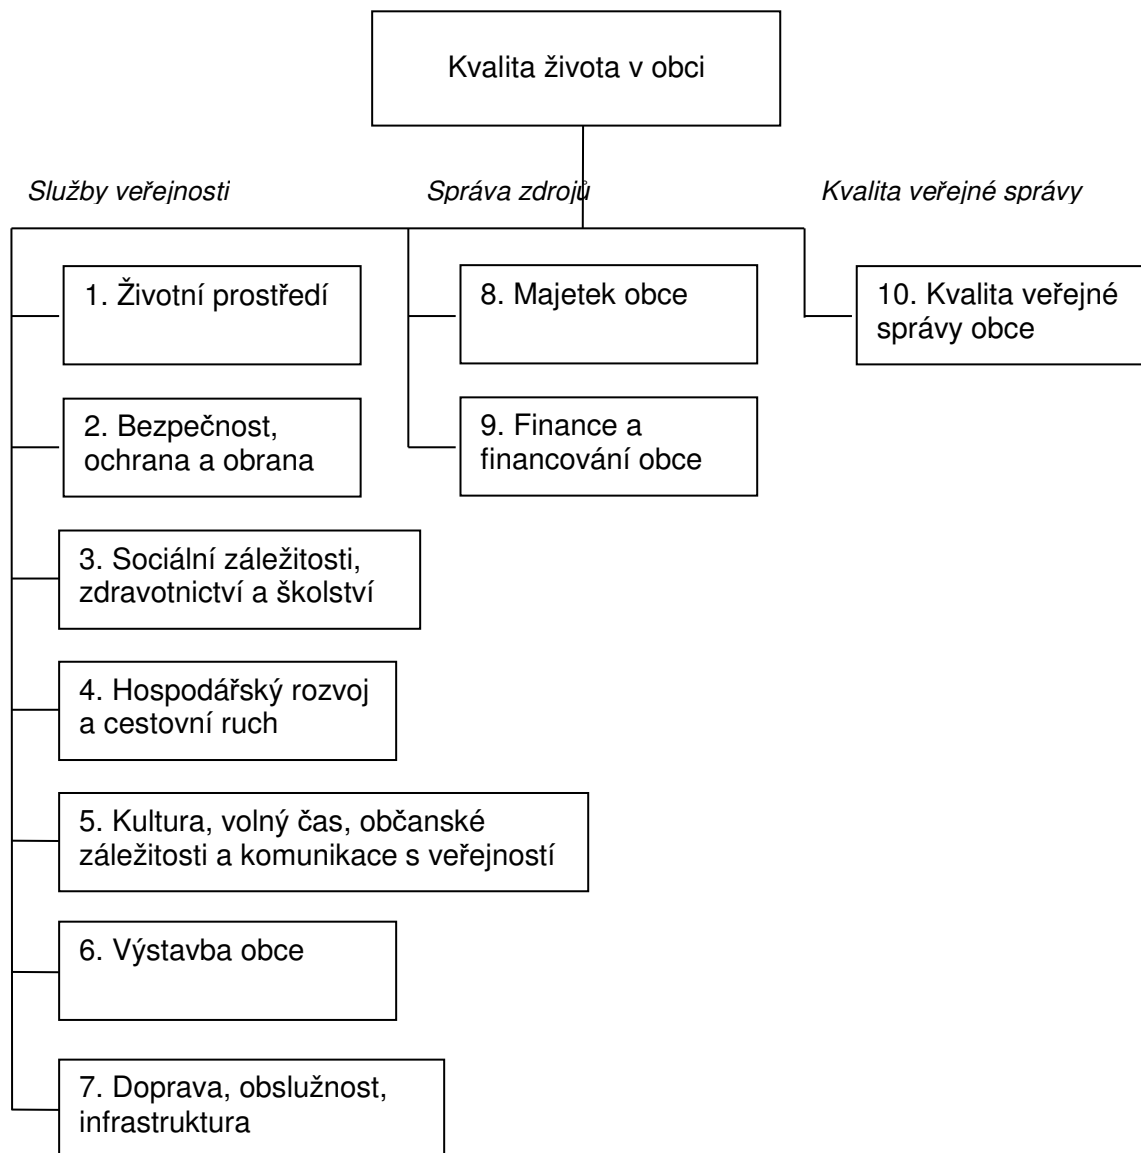 Kvalita života v obci
Služby veřejnosti
Správa zdrojů
Kvalita veřejné správy
1. Životní prostředí
2. Bezpečnost,
ochrana a obrana
3. Sociální záležitosti,
zdravotnictví a školství
4. Hospodářský rozvoj
a cestovní ruch
5. Kultura, volný čas, občanské
záležitosti a komunikace s veřejností
6. Výstavba obce
7. Doprava, obslužnost,
infrastruktura
8. Majetek obce
9. Finance a
financování obce
10. Kvalita veřejné
správy obce